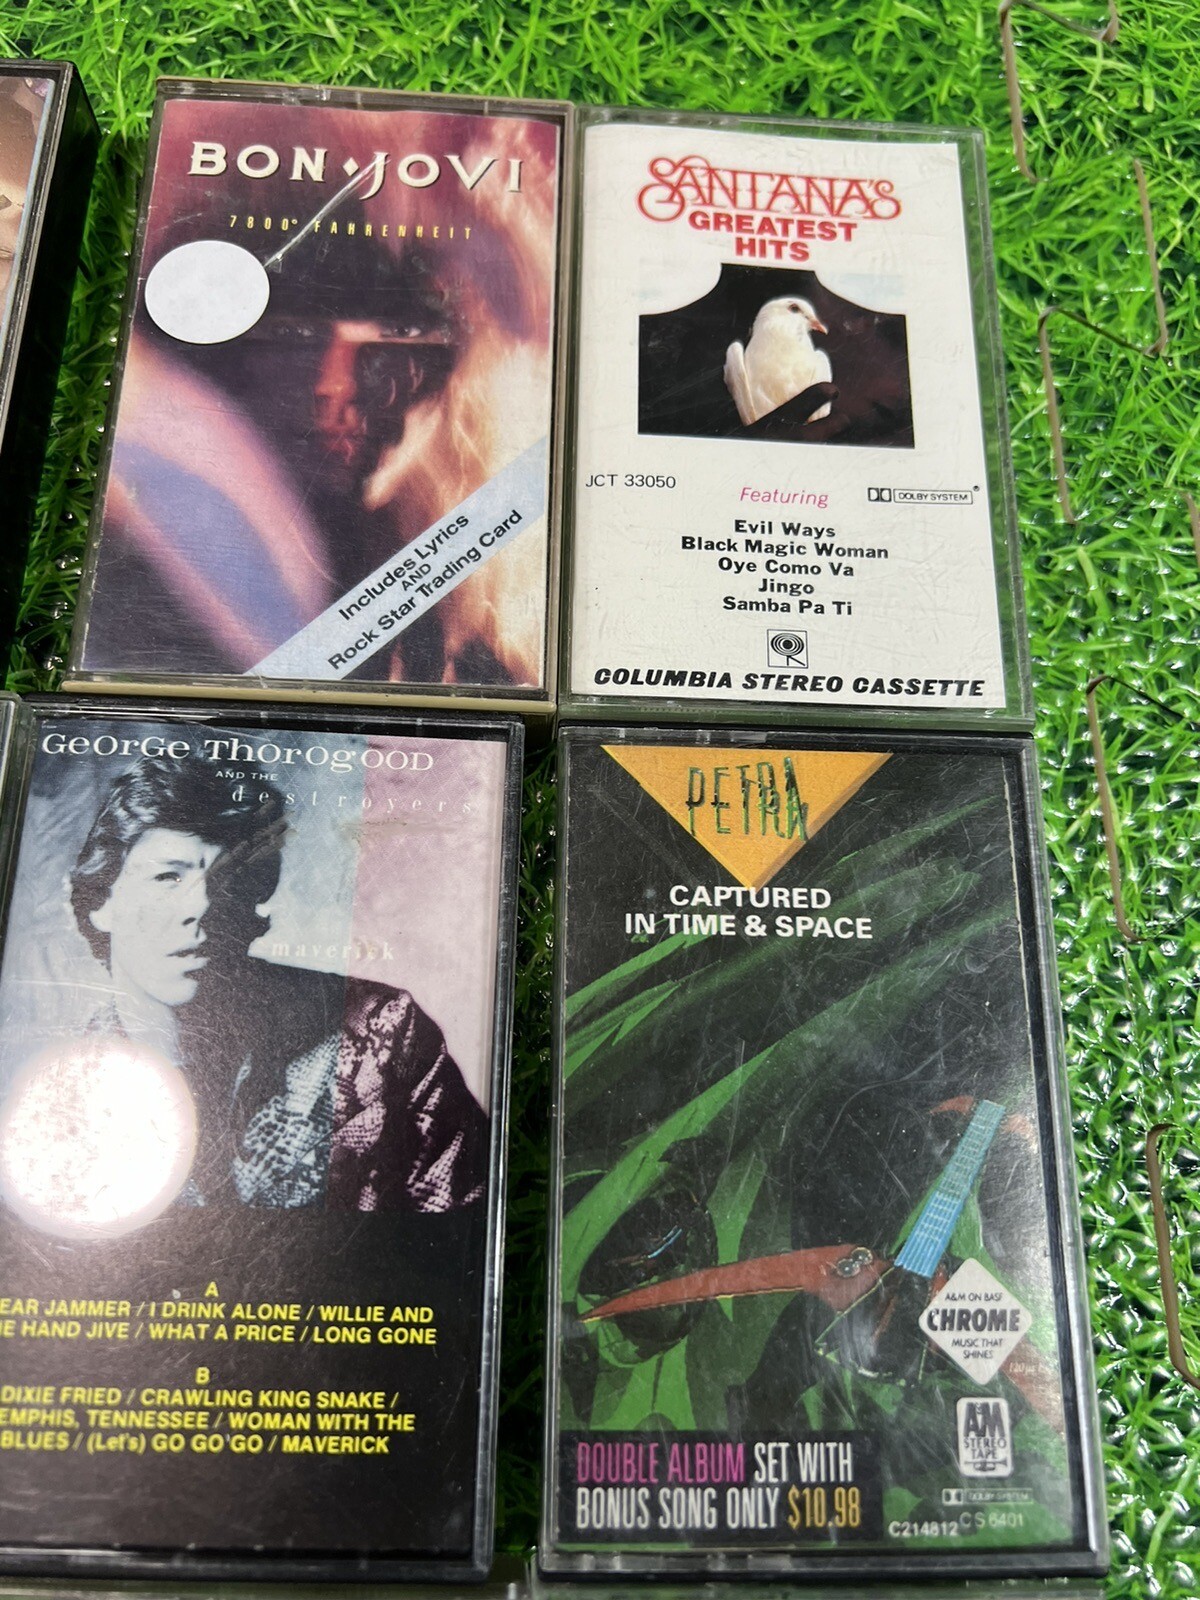 BON JOVI
7800° FAHRENHEIT
Includes Lyrics
AND
Rock Star Trading Card
SANTANA'S
GREATEST
HITS
JCT 33050
Featuring
DOLBY SYSTEM®
Evil Ways
Black Magic Woman
Oye Como Va
Jingo
Samba Pa Ti
COLUMBIA STEREO CASSETTE
GEORGE THOROGOOD
AND THE
destroyers
maverick
A
EAR JAMMER / I DRINK ALONE / WILLIE AND
E HAND JIVE / WHAT A PRICE / LONG GONE
B
DIXIE FRIED / CRAWLING KING SNAKE /
EMPHIS, TENNESSEE / WOMAN WITH THE
BLUES / (Let's) GO GO GO / MAVERICK
PETRA
CAPTURED
IN TIME & SPACE
A&M ON BASF
CHROME
MUSIC THAT
SHINES
A&M
STEREO
TAPE
DOLBY SYSTEM
DOUBLE ALBUM SET WITH
BONUS SONG ONLY $10.98
C214812 CS 6401